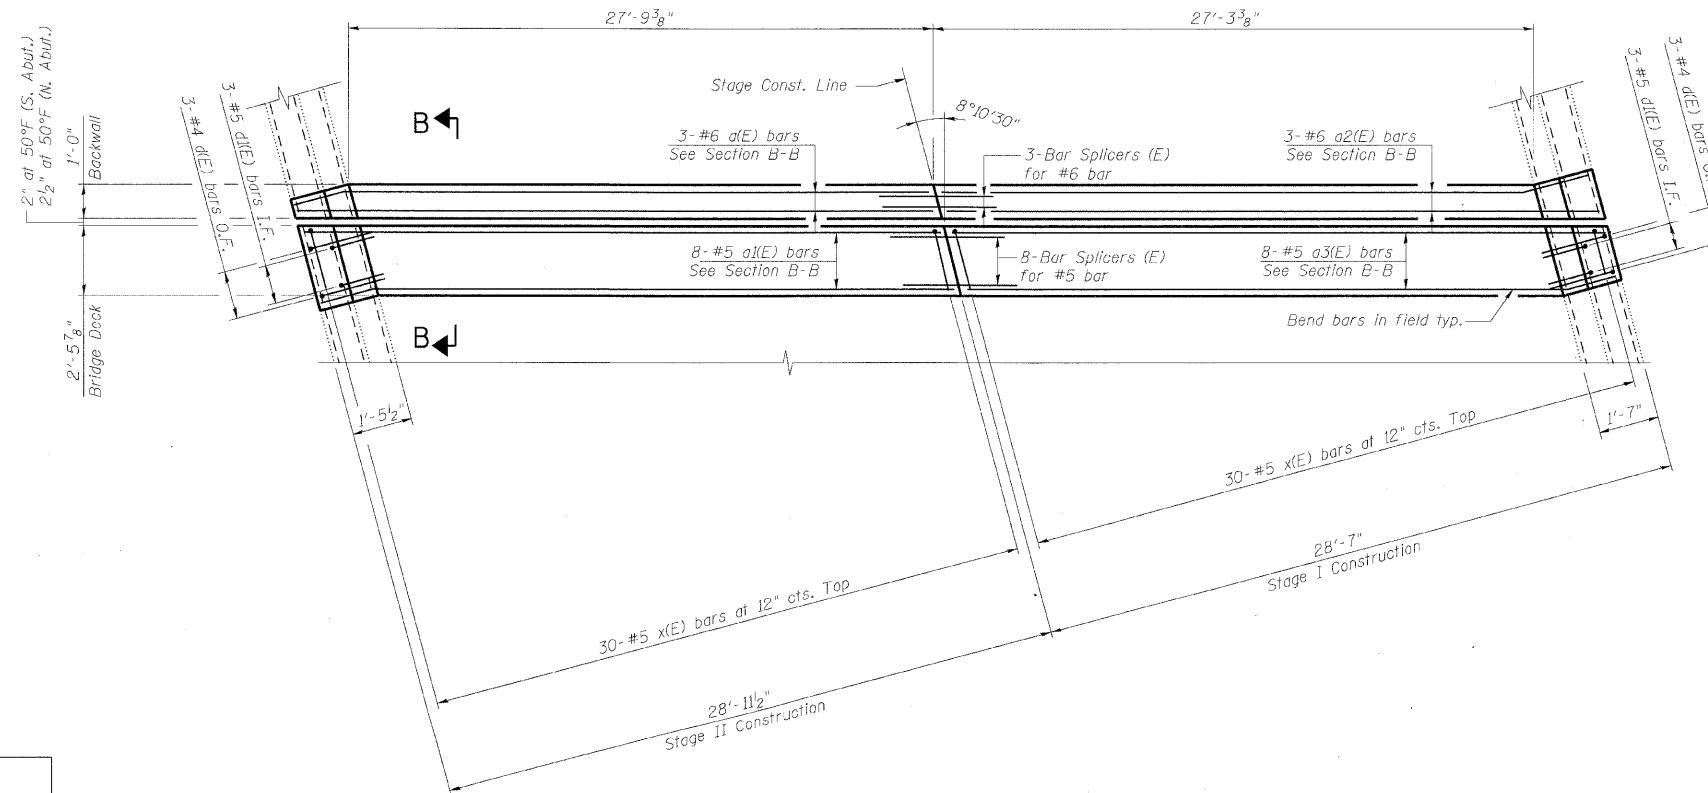 27'-9 3/8"
27'-3 3/8"
2" at 50°F (S. Abut.)
2 1/2" at 50°F (N. Abut.)
1'-0"
Backwall
3-#4 d(E) bars O.F.
3-#5 d1(E) bars I.F.
Stage Const. Line
8°10'30"
B
3-#6 a(E) bars
See Section B-B
3-Bar Splicers (E)
for #6 bar
3-#6 a2(E) bars
See Section B-B
3-#5 d1(E) bars I.F.
3-#4 d(E) bars O.F.
8-#5 a1(E) bars
See Section B-B
8-Bar Splicers (E)
for #5 bar
8-#5 a3(E) bars
See Section B-B
Bend bars in field typ.
B
2'-5 7/8"
Bridge Deck
1'-5 1/2"
1'-7"
30-#5 x(E) bars at 12" cts. Top
28'-7"
Stage I Construction
30-#5 x(E) bars at 12" cts. Top
28'-11 1/2"
Stage II Construction